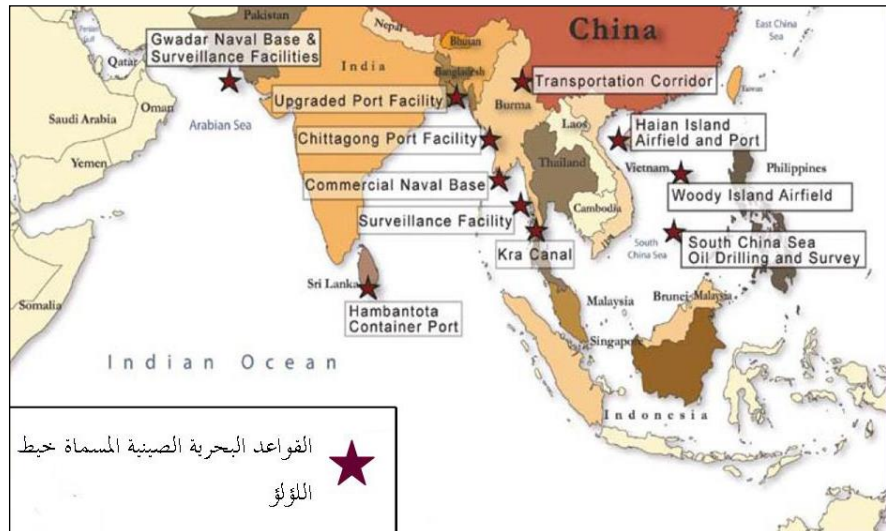 Pakistan
Nepal
China
East China
Sea
Persian
Gulf
Gwadar Naval Base &
Surveillance Facilities
Bhutan
Qatar
India
Bangladesh
Transportation Corridor
Taiwan
Oman
Upgraded Port Facility
Burma
Saudi Arabia
Arabian Sea
Laos
Haian Island
Airfield and Port
Chittagong Port Facility
Yemen
Thailand
Vietnam
Philippines
Commercial Naval Base
Woody Island Airfield
Cambodia
Surveillance Facility
South
China Sea
South China Sea
Oil Drilling and Survey
Kra Canal
Somalia
Sri Lanka
Hambantota
Container Port
Malaysia
Brunei
Malaysia
Singapore
Indian Ocean
Indonesia
القواعد البحرية الصينية المسماة خيط
اللؤلؤ